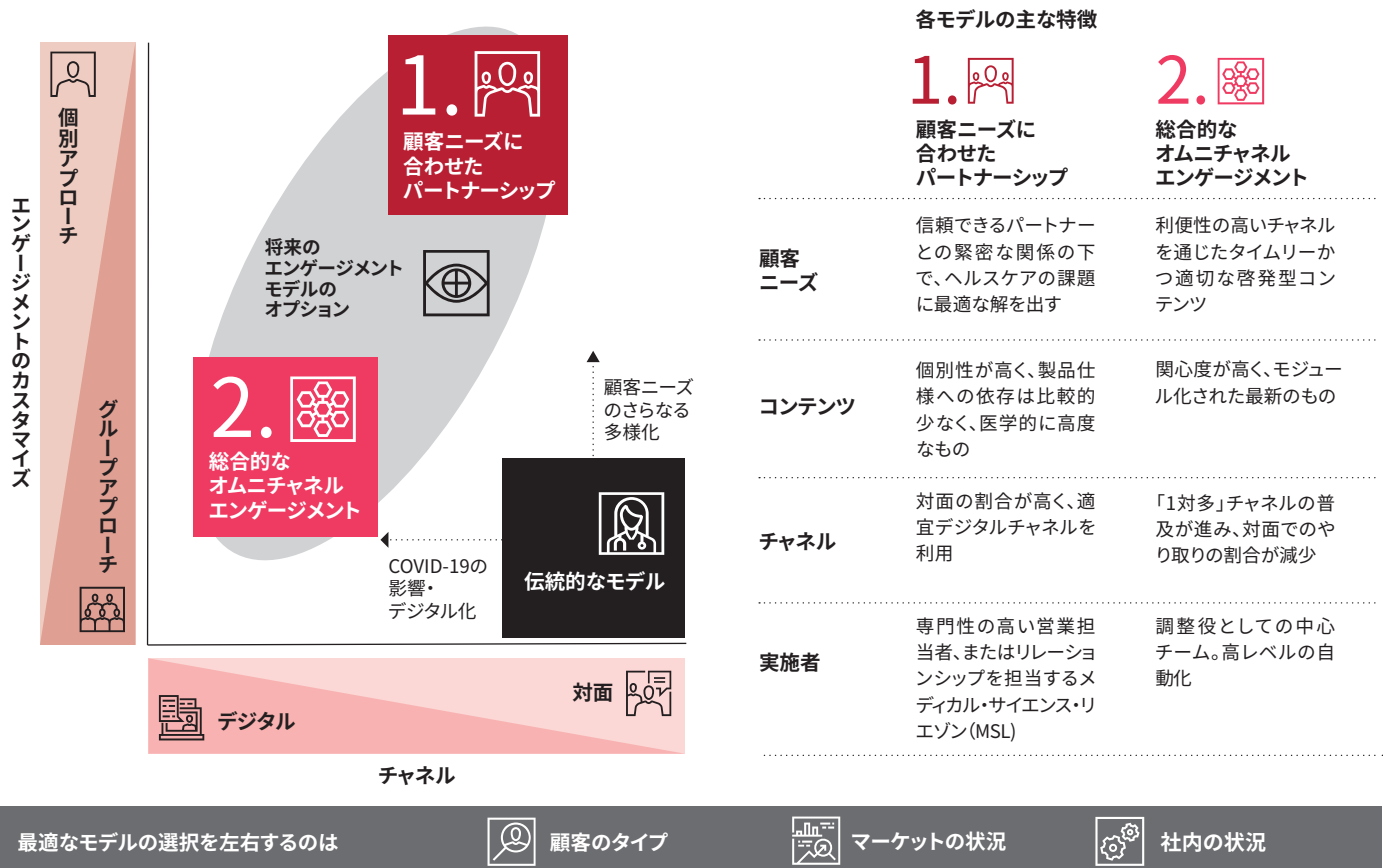 エンゲージメントのカスタマイズ
個別アプローチ
グループアプローチ
1.
顧客ニーズに
合わせた
パートナーシップ
将来の
エンゲージメント
モデルの
オプション
2.
総合的な
オムニチャネル
エンゲージメント
顧客ニーズ
のさらなる
多様化
COVID-19の
影響・
デジタル化
伝統的なモデル
デジタル
対面
チャネル
各モデルの主な特徴
1.
顧客ニーズに
合わせた
パートナーシップ
2.
総合的な
オムニチャネル
エンゲージメント
顧客
ニーズ
信頼できるパートナー
との緊密な関係の下
で、ヘルスケアの課題
に最適な解を出す
利便性の高いチャネル
を通じたタイムリーか
つ適切な啓発型コン
テンツ
コンテンツ
個別性が高く、製品仕
様への依存は比較的
少なく、医学的に高度
なもの
関心度が高く、モジュー
ル化された最新のもの
チャネル
対面の割合が高く、適
宜デジタルチャネルを
利用
「1対多」チャネルの普
及が進み、対面でのや
り取りの割合が減少
実施者
専門性の高い営業担
当者、またはリレーショ
ンシップを担当するメ
ディカル・サイエンス・リ
エゾン（MSL)
調整役としての中心
チーム。高レベルの自
動化
最適なモデルの選択を左右するのは
顧客のタイプ
マーケットの状況
社内の状況